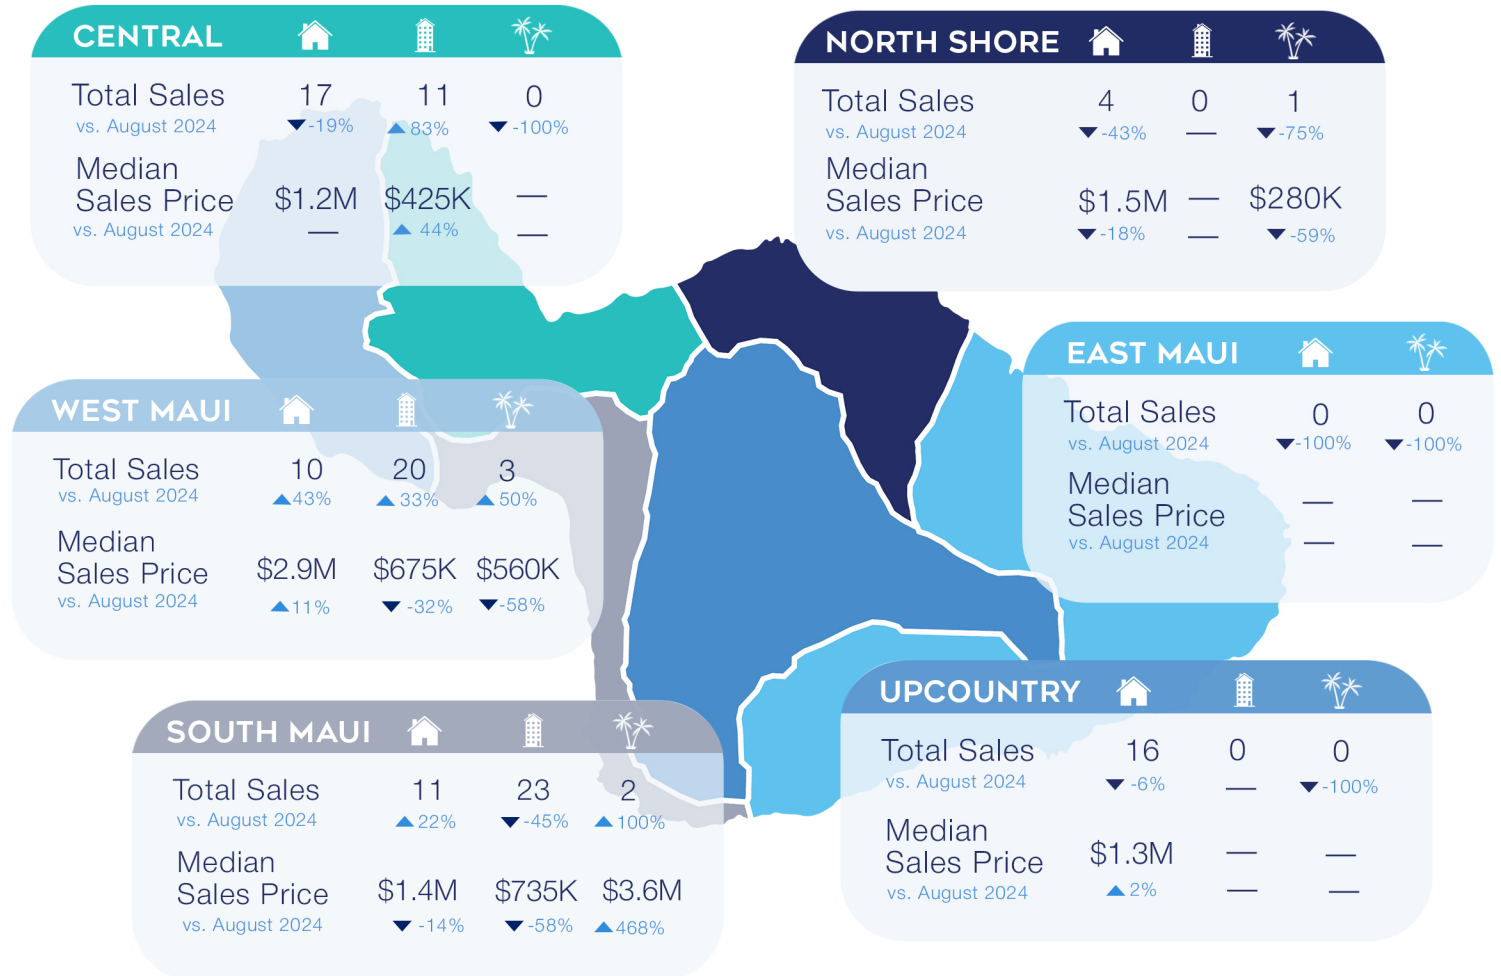 CENTRAL
Total Sales 17 11 0
vs. August 2024 -19% 83% -100%
Median
Sales Price $1.2M $425K —
vs. August 2024 — 44% —
NORTH SHORE
Total Sales 4 0 1
vs. August 2024 -43% — -75%
Median
Sales Price $1.5M — $280K
vs. August 2024 -18% — -59%
EAST MAUI
Total Sales 0 0
vs. August 2024 -100% -100%
Median
Sales Price — —
vs. August 2024 — —
WEST MAUI
Total Sales 10 20 3
vs. August 2024 43% 33% 50%
Median
Sales Price $2.9M $675K $560K
vs. August 2024 11% -32% -58%
UPCOUNTRY
Total Sales 16 0 0
vs. August 2024 -6% — -100%
Median
Sales Price $1.3M — —
vs. August 2024 2% — —
SOUTH MAUI
Total Sales 11 23 2
vs. August 2024 22% -45% 100%
Median
Sales Price $1.4M $735K $3.6M
vs. August 2024 -14% -58% 468%